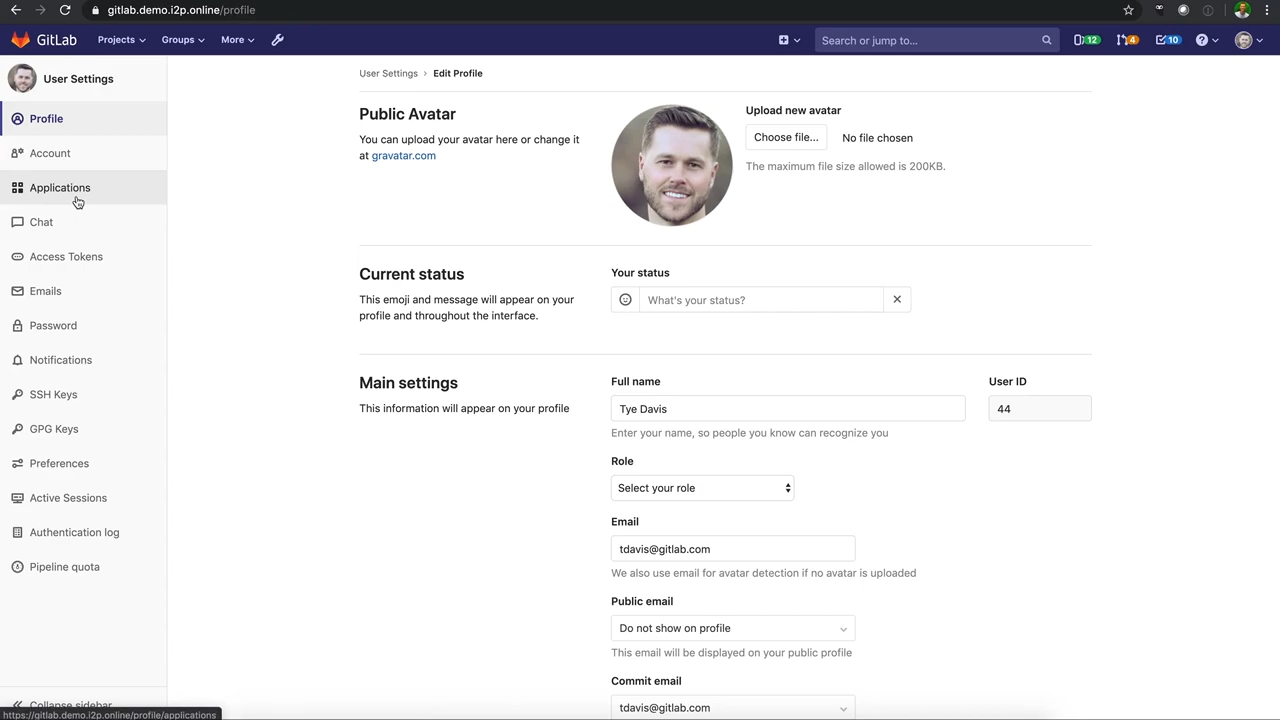 gitlab.demo.i2p.online/profile
GitLab Projects Groups More Search or jump to... 12 4 10
User Settings
Profile
Account
Applications
Chat
Access Tokens
Emails
Password
Notifications
SSH Keys
GPG Keys
Preferences
Active Sessions
Authentication log
Pipeline quota
Collapse sidebar
https://gitlab.demo.i2p.online/profile/applications
User Settings › Edit Profile
Public Avatar
You can upload your avatar here or change it
at gravatar.com
Upload new avatar
Choose file... No file chosen
The maximum file size allowed is 200KB.
Current status
This emoji and message will appear on your
profile and throughout the interface.
Your status
What's your status?
Main settings
This information will appear on your profile
Full name
Tye Davis
Enter your name, so people you know can recognize you
User ID
44
Role
Select your role
Email
tdavis@gitlab.com
We also use email for avatar detection if no avatar is uploaded
Public email
Do not show on profile
This email will be displayed on your public profile
Commit email
tdavis@gitlab.com